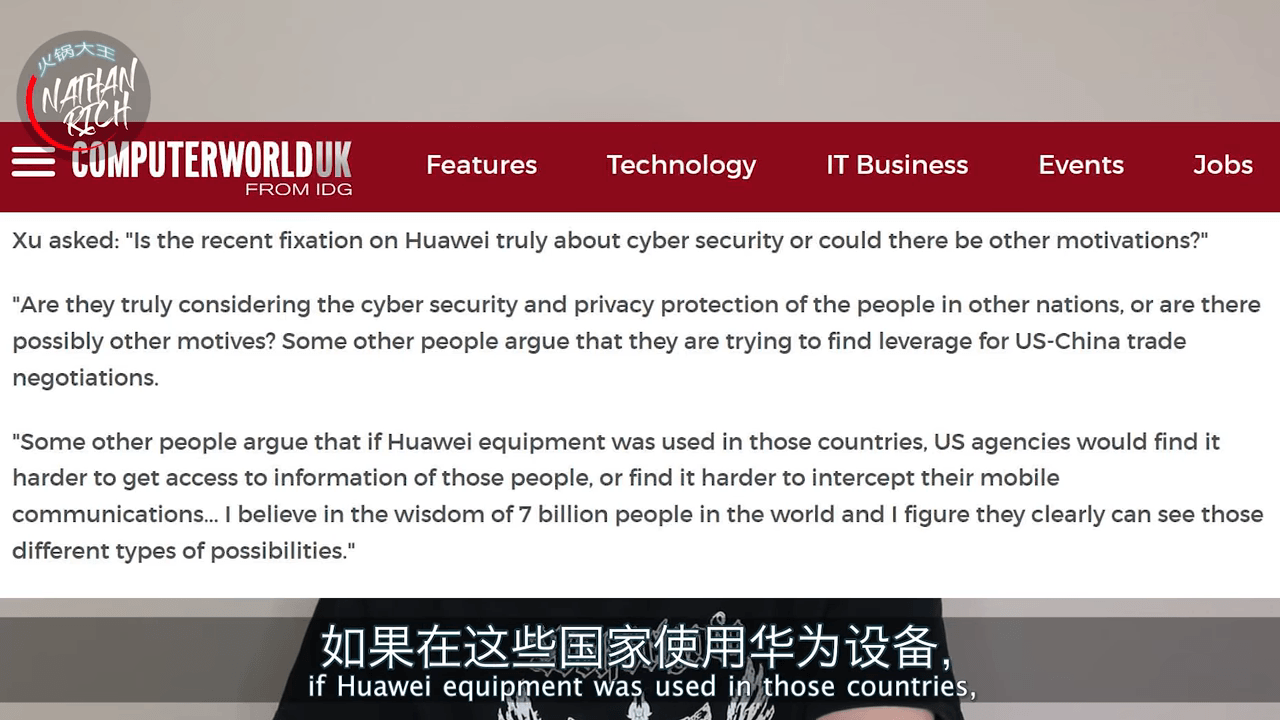 火锅大王
NATHAN
RICH
COMPUTERWORLDUK
FROM IDG
Features
Technology
IT Business
Events
Jobs
Xu asked: "Is the recent fixation on Huawei truly about cyber security or could there be other motivations?"
"Are they truly considering the cyber security and privacy protection of the people in other nations, or are there
possibly other motives? Some other people argue that they are trying to find leverage for US-China trade
negotiations.
"Some other people argue that if Huawei equipment was used in those countries, US agencies would find it
harder to get access to information of those people, or find it harder to intercept their mobile
communications... I believe in the wisdom of 7 billion people in the world and I figure they clearly can see those
different types of possibilities."
如果在这些国家使用华为设备,
if Huawei equipment was used in those countries,